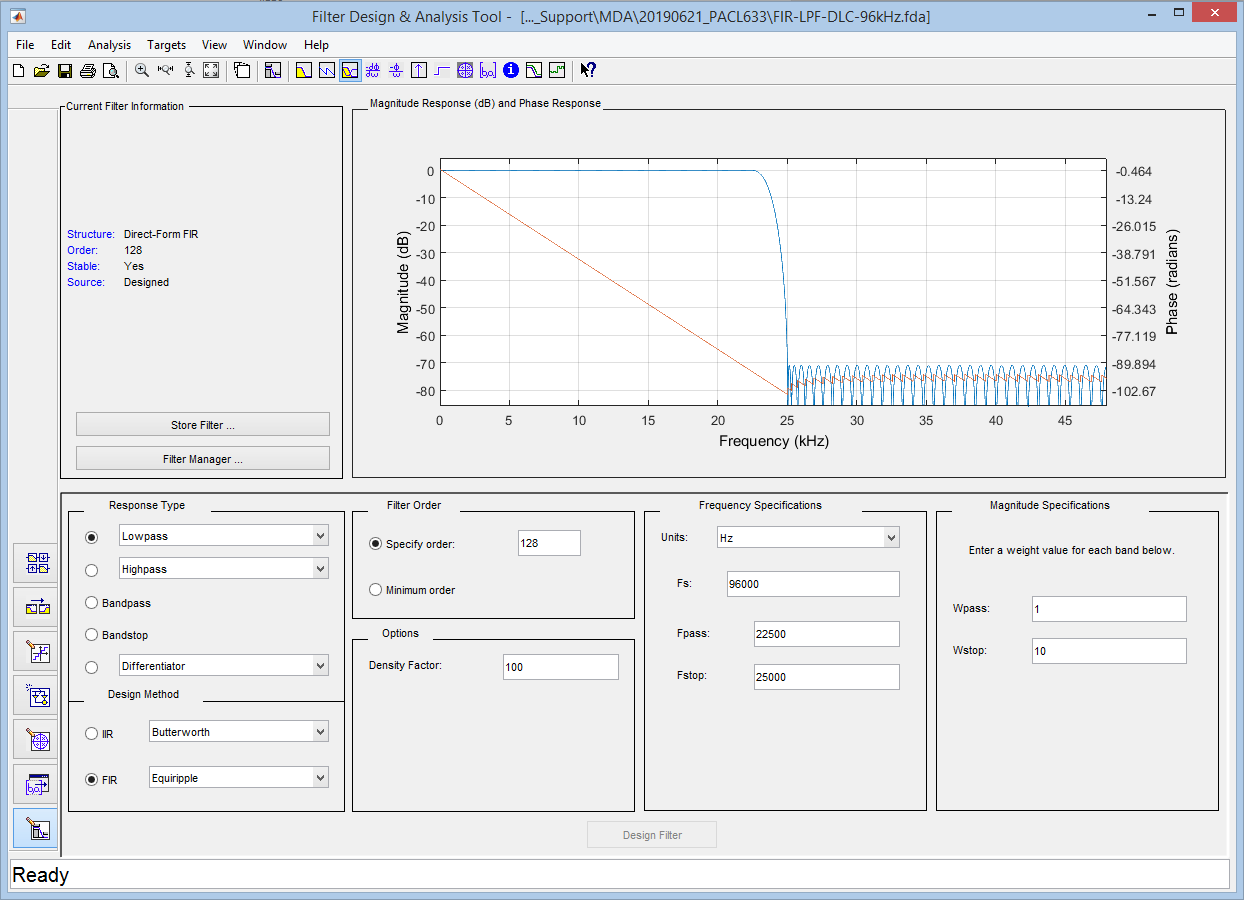 Filter Design & Analysis Tool - [..._Support\MDA\20190621_PACL633\FIR-LPF-DLC-96kHz.fda]
File Edit Analysis Targets View Window Help
Current Filter Information
Structure: Direct-Form FIR
Order: 128
Stable: Yes
Source: Designed
Store Filter ...
Filter Manager ...
Magnitude Response (dB) and Phase Response
Magnitude (dB)
0
-10
-20
-30
-40
-50
-60
-70
-80
-0.464
-13.24
-26.015
-38.791
-51.567
-64.343
-77.119
-89.894
-102.67
Phase (radians)
0 5 10 15 20 25 30 35 40 45
Frequency (kHz)
Response Type
Lowpass
Highpass
Bandpass
Bandstop
Differentiator
Design Method
IIR Butterworth
FIR Equiripple
Filter Order
Specify order: 128
Minimum order
Options
Density Factor: 100
Frequency Specifications
Units: Hz
Fs: 96000
Fpass: 22500
Fstop: 25000
Magnitude Specifications
Enter a weight value for each band below.
Wpass: 1
Wstop: 10
Design Filter
Ready